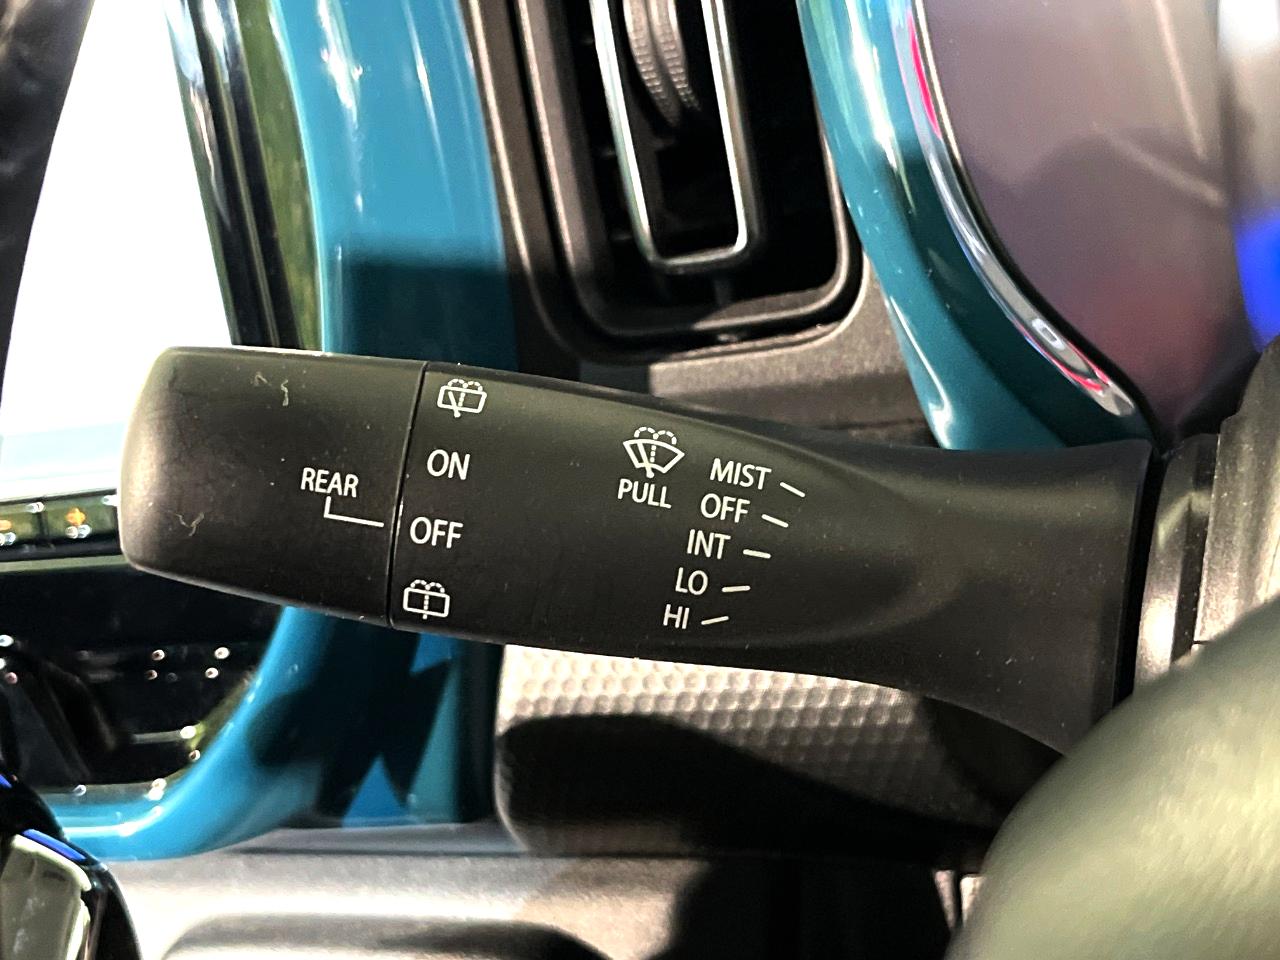 REAR
ON
OFF
PULL
MIST
OFF
INT
LO
HI